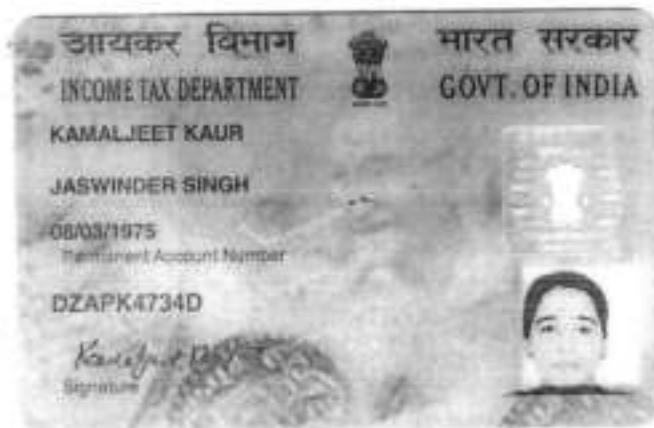 आयकर विभाग
भारत सरकार
INCOME TAX DEPARTMENT
GOVT. OF INDIA
KAMALJEET KAUR
JASWINDER SINGH
08/03/1975
Permanent Account Number
DZAPK4734D
Signature